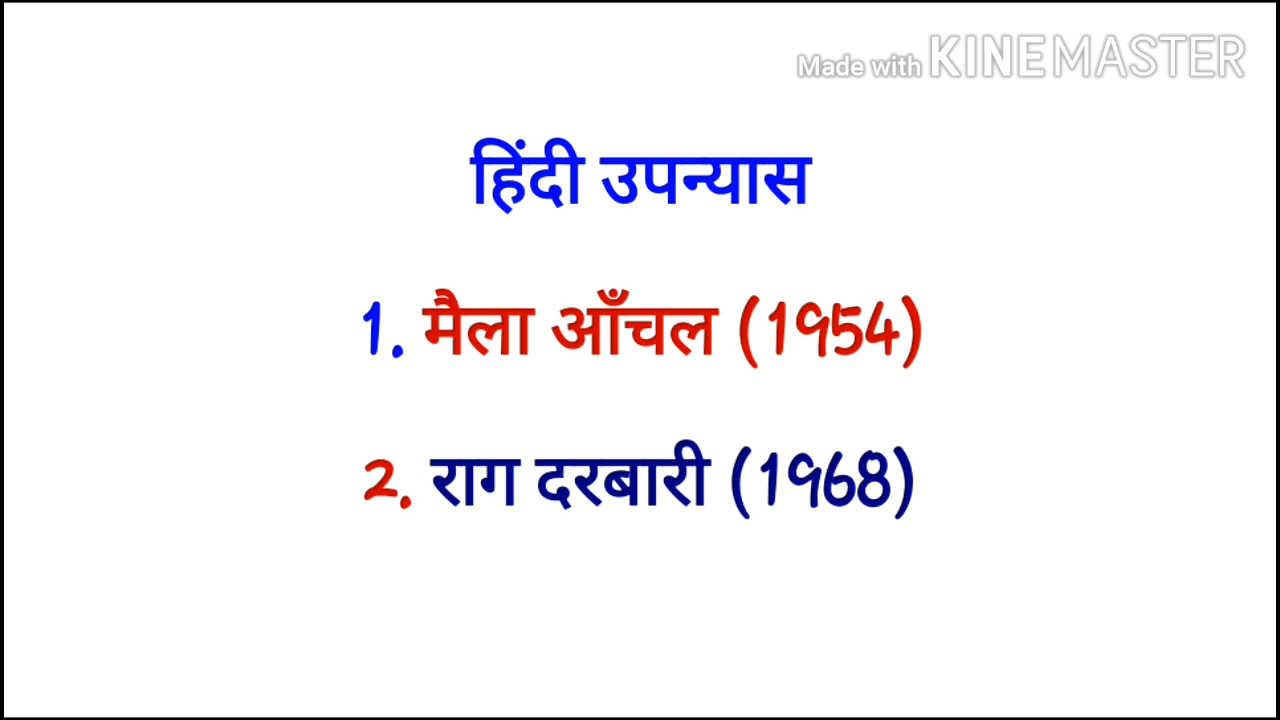 Made with KINEMASTER
हिंदी उपन्यास
1. मैला आँचल (1954)
2. राग दरबारी (1968)